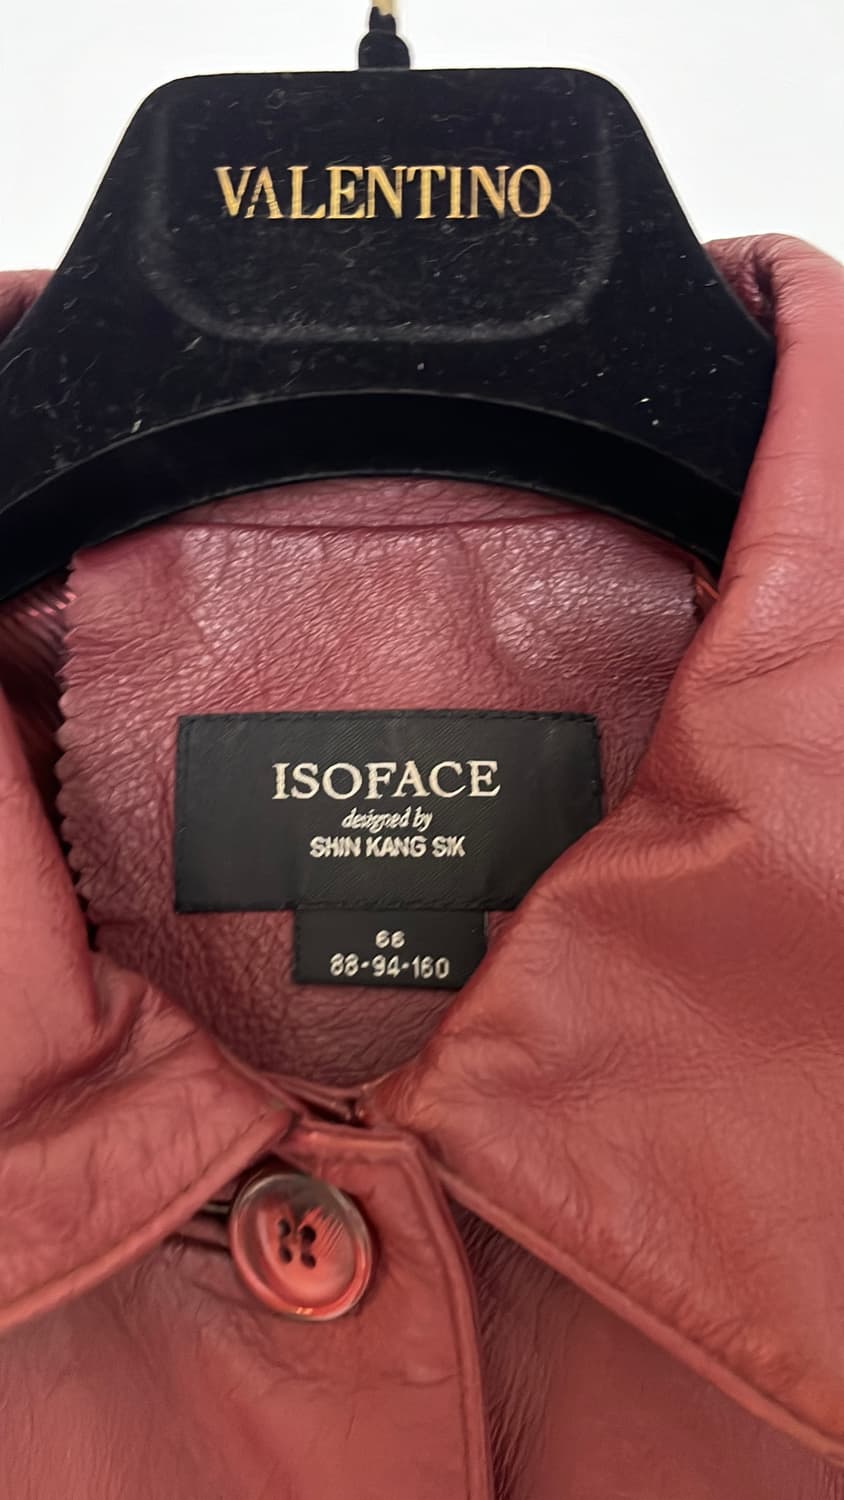 VALENTINO
ISOFACE
designed by
SHIN KANG SIK
66
88-94-160